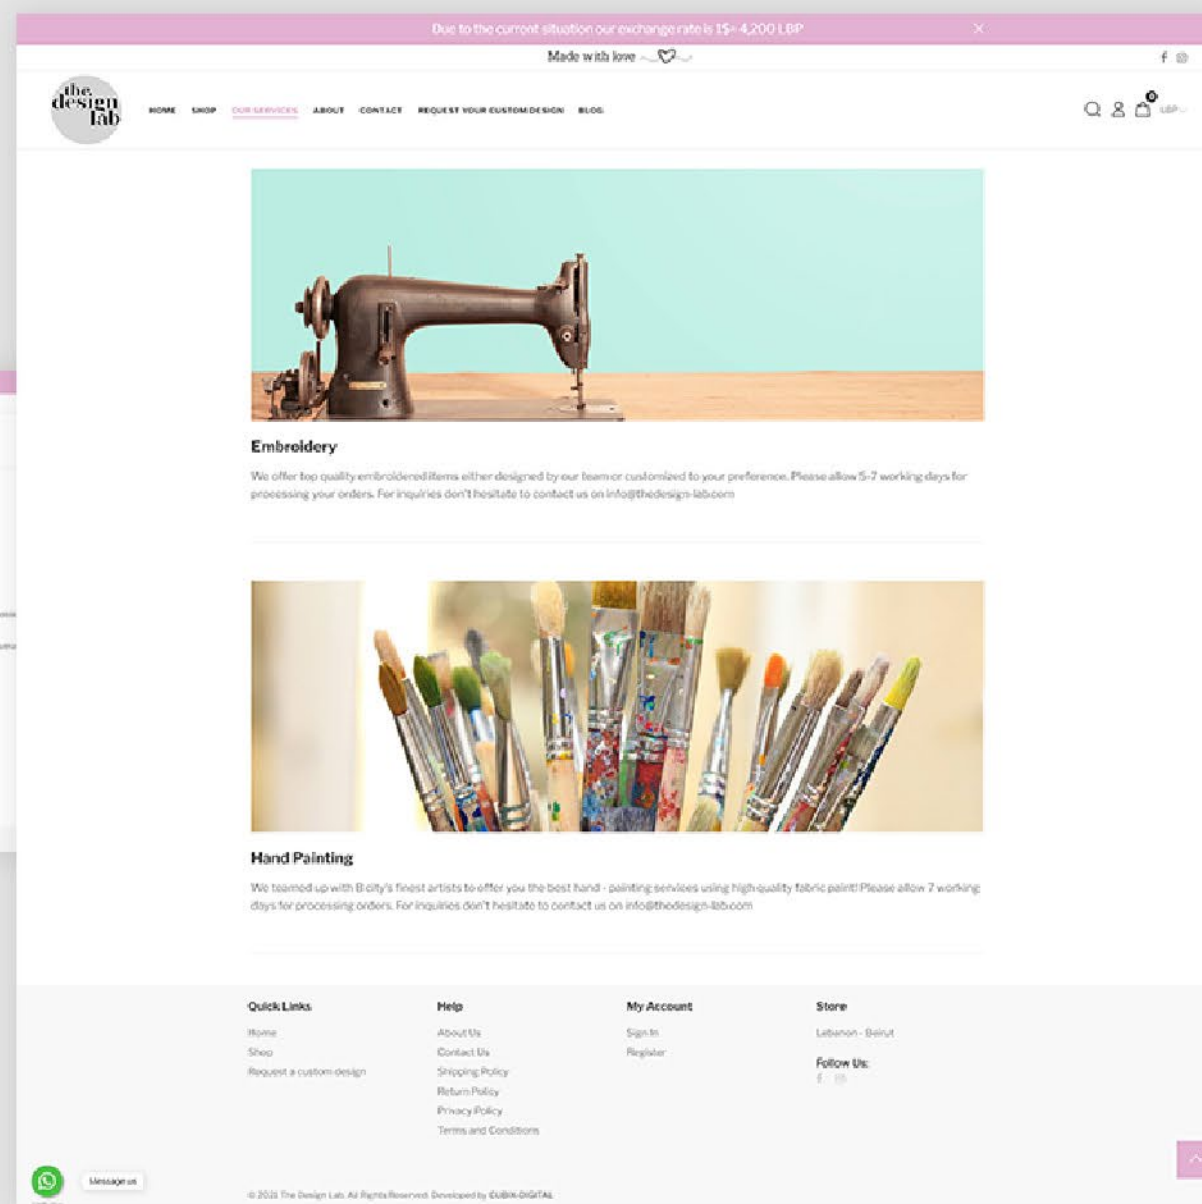 Due to the current situation our exchange rate is 1$= 4,200 LBP
Made with love
the
design
lab
HOME SHOP OUR SERVICES ABOUT CONTACT REQUEST YOUR CUSTOM DESIGN BLOG
0
LBP
Embroidery
We offer top quality embroidered items either designed by our team or customized to your preference. Please allow 5-7 working days for
processing your orders. For inquiries don't hesitate to contact us on info@thedesign-lab.com
Hand Painting
We teamed up with B city's finest artists to offer you the best hand - painting services using high quality fabric paint! Please allow 7 working
days for processing orders. For inquiries don't hesitate to contact us on info@thedesign-lab.com
Quick Links
Home
Shop
Request a custom design
Help
About Us
Contact Us
Shipping Policy
Return Policy
Privacy Policy
Terms and Conditions
My Account
Sign In
Register
Store
Lebanon - Beirut
Follow Us:
Message us
© 2021 The Design Lab. All Rights Reserved. Developed by CUBIX-DIGITAL